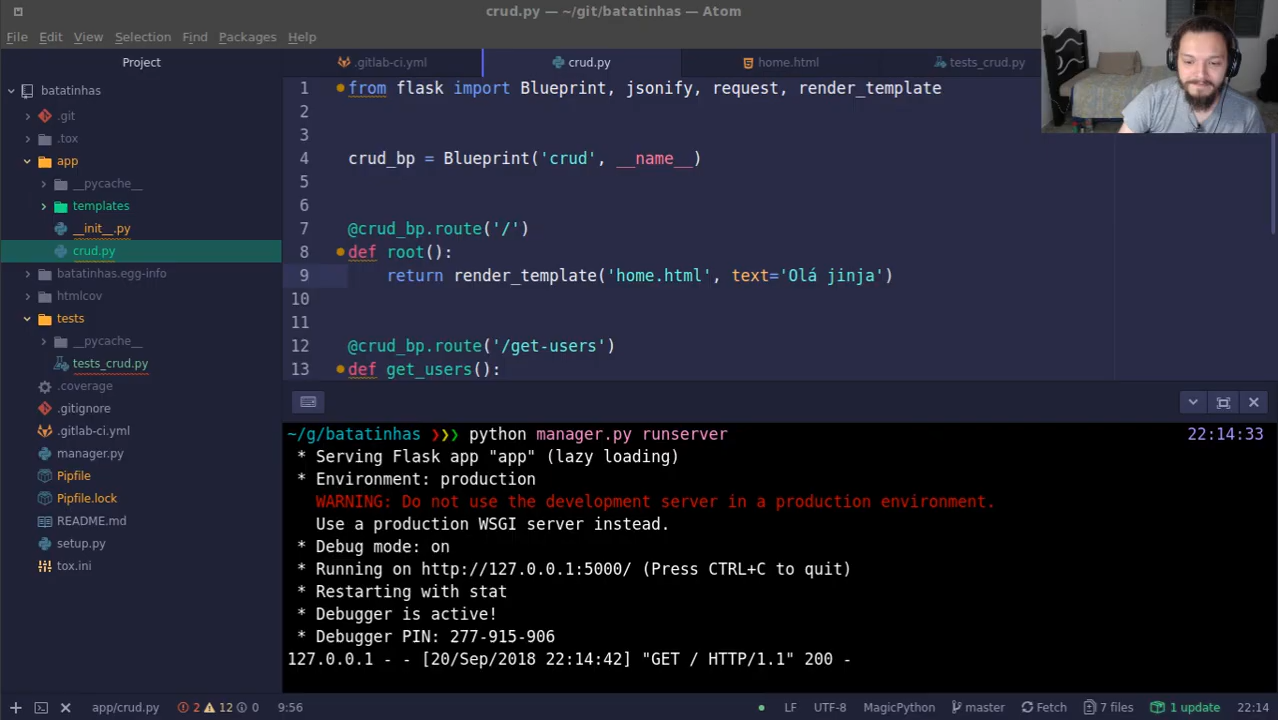 crud.py — ~/git/batatinhas — Atom
File Edit View Selection Find Packages Help
Project
.gitlab-ci.yml
crud.py
home.html
tests_crud.py
batatinhas
.git
.tox
app
__pycache__
templates
__init__.py
crud.py
batatinhas.egg-info
htmlcov
tests
__pycache__
tests_crud.py
.coverage
.gitignore
.gitlab-ci.yml
manager.py
Pipfile
Pipfile.lock
README.md
setup.py
tox.ini
1 from flask import Blueprint, jsonify, request, render_template
2
3
4 crud_bp = Blueprint('crud', __name__)
5
6
7 @crud_bp.route('/')
8 def root():
9 return render_template('home.html', text='Olá jinja')
10
11
12 @crud_bp.route('/get-users')
13 def get_users():
~/g/batatinhas ❯❯❯ python manager.py runserver 22:14:33
* Serving Flask app "app" (lazy loading)
* Environment: production
WARNING: Do not use the development server in a production environment.
Use a production WSGI server instead.
* Debug mode: on
* Running on http://127.0.0.1:5000/ (Press CTRL+C to quit)
* Restarting with stat
* Debugger is active!
* Debugger PIN: 277-915-906
127.0.0.1 - - [20/Sep/2018 22:14:42] "GET / HTTP/1.1" 200 -
app/crud.py 2 12 0 9:56 LF UTF-8 MagicPython master Fetch 7 files 1 update 22:14